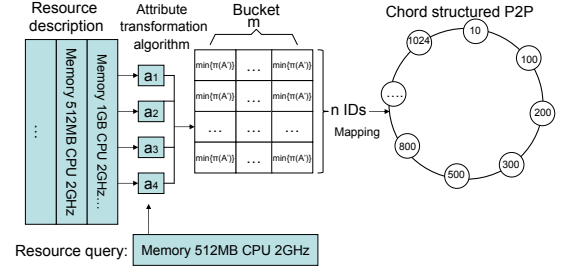 Resource
description
Attribute
transformation
algorithm
Bucket
m
Chord structured P2P
… Memory 512MB CPU 2GHz Memory 1GB CPU 2GHz…
a1
a2
a3
a4
min{π(A')} … min{π(A')}
min{π(A')} … min{π(A')}
… … …
min{π(A')} … min{π(A')}
n IDs
Mapping
1024
10
100
200
300
500
800
....
Resource query: Memory 512MB CPU 2GHz